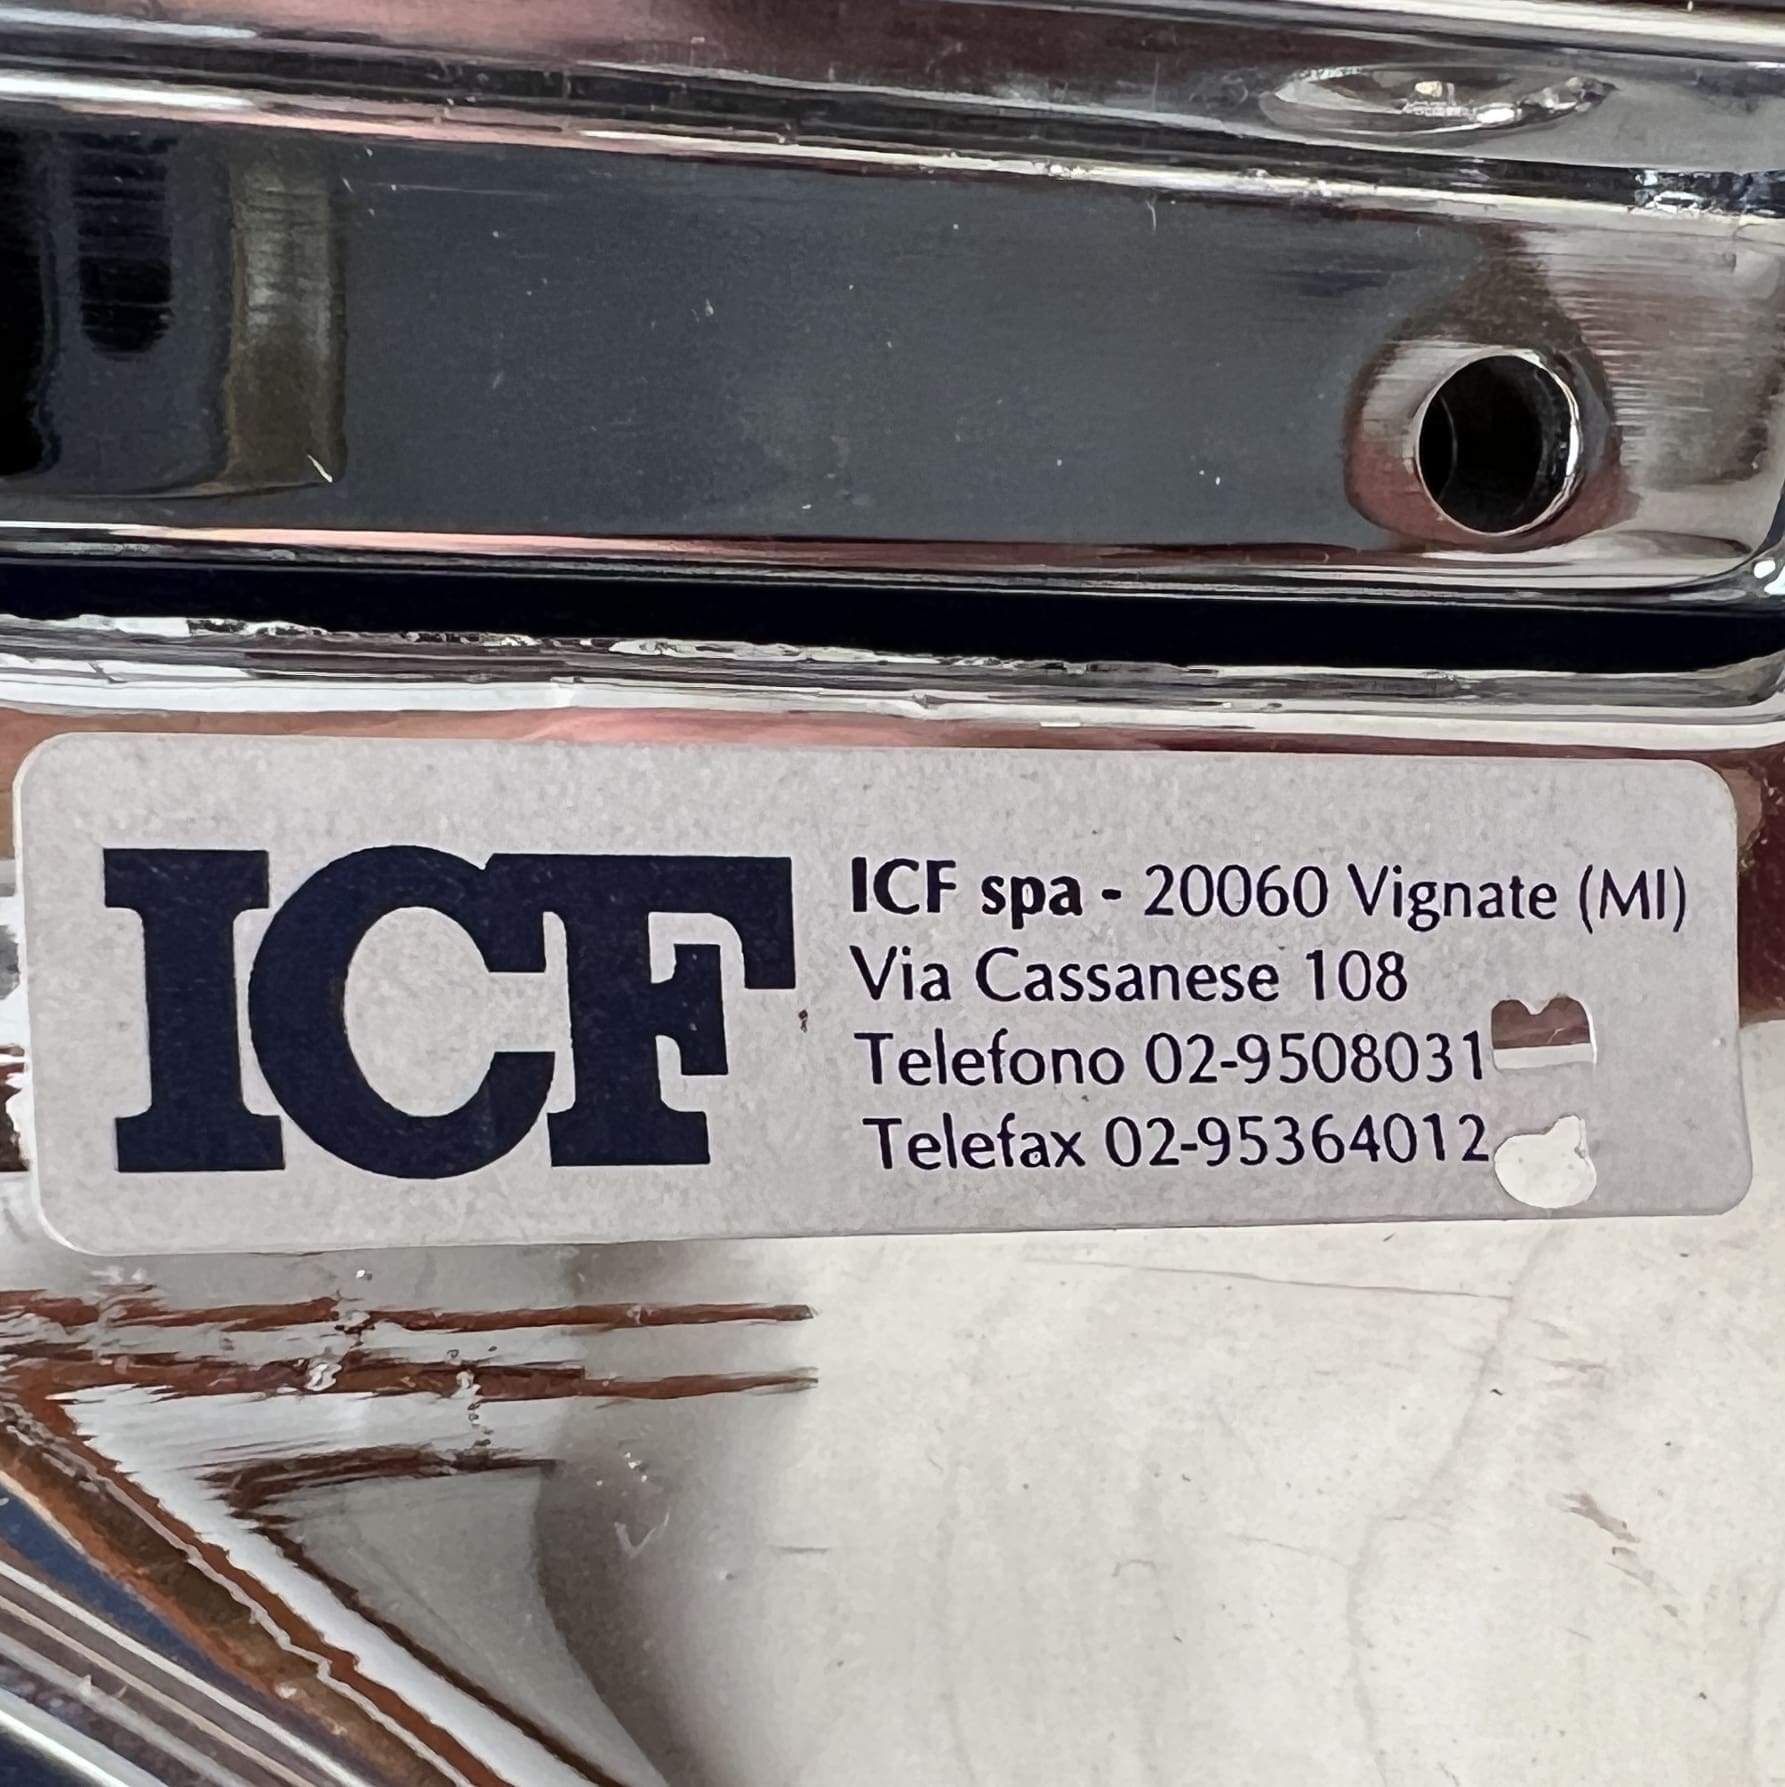 ICF
ICF spa - 20060 Vignate (MI)
Via Cassanese 108
Telefono 02-9508031
Telefax 02-95364012